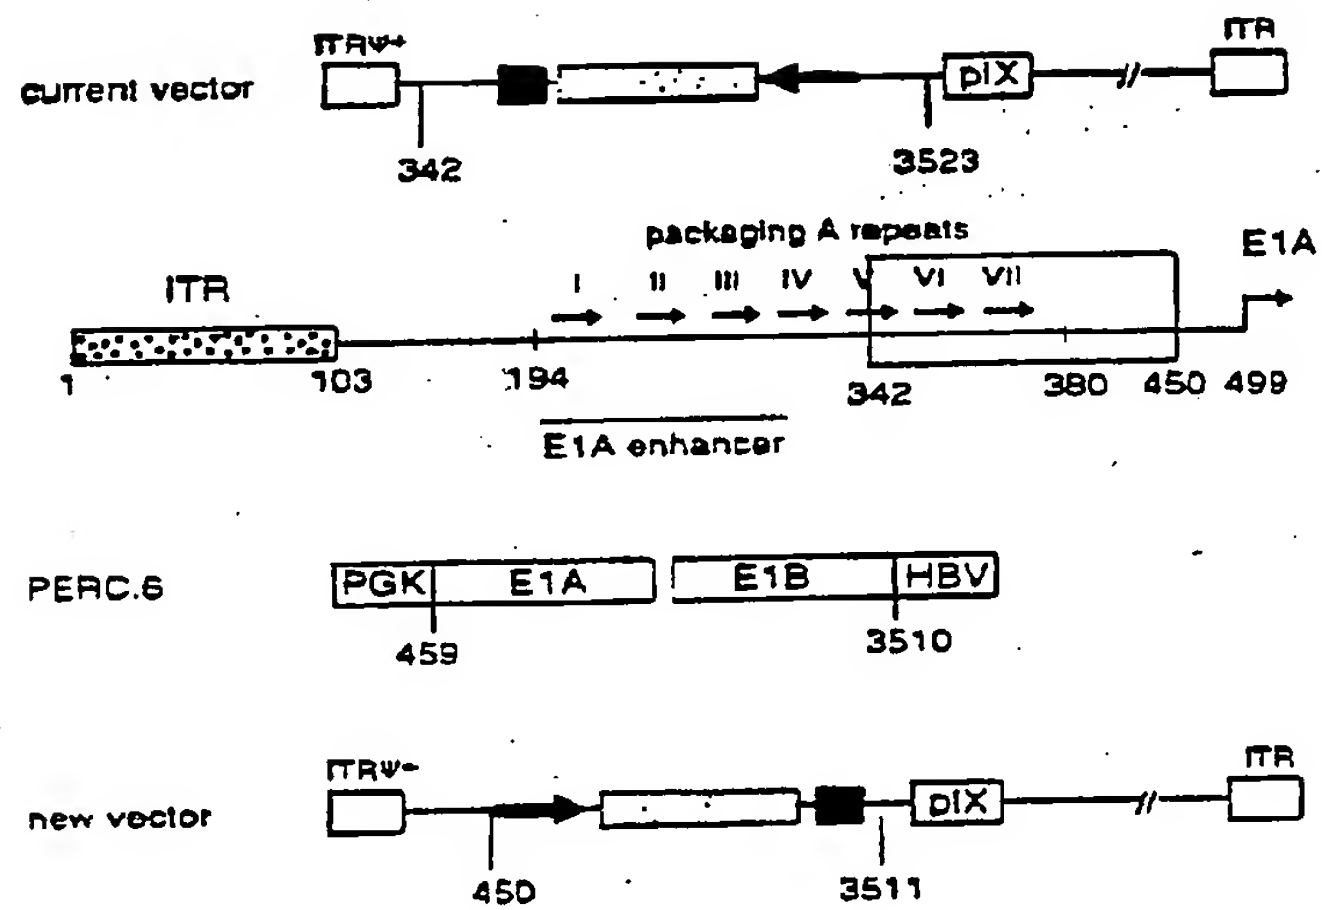 ITRΨ+
ITR
current vector
pIX
342
3523
packaging A repeats
E1A
I II III IV V VI VII
ITR
1
103
194
342
380
450
499
E1A enhancer
PERC.6
PGK
E1A
E1B
HBV
459
3510
ITRΨ+
ITR
new vector
pIX
450
3511